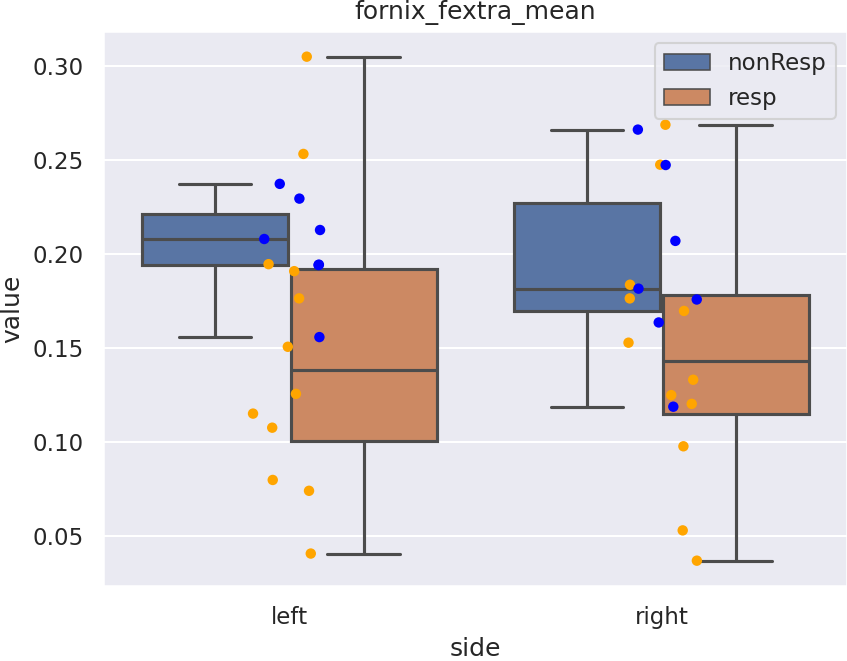 fornix_fextra_mean
nonResp
resp
value
0.30
0.25
0.20
0.15
0.10
0.05
left
right
side